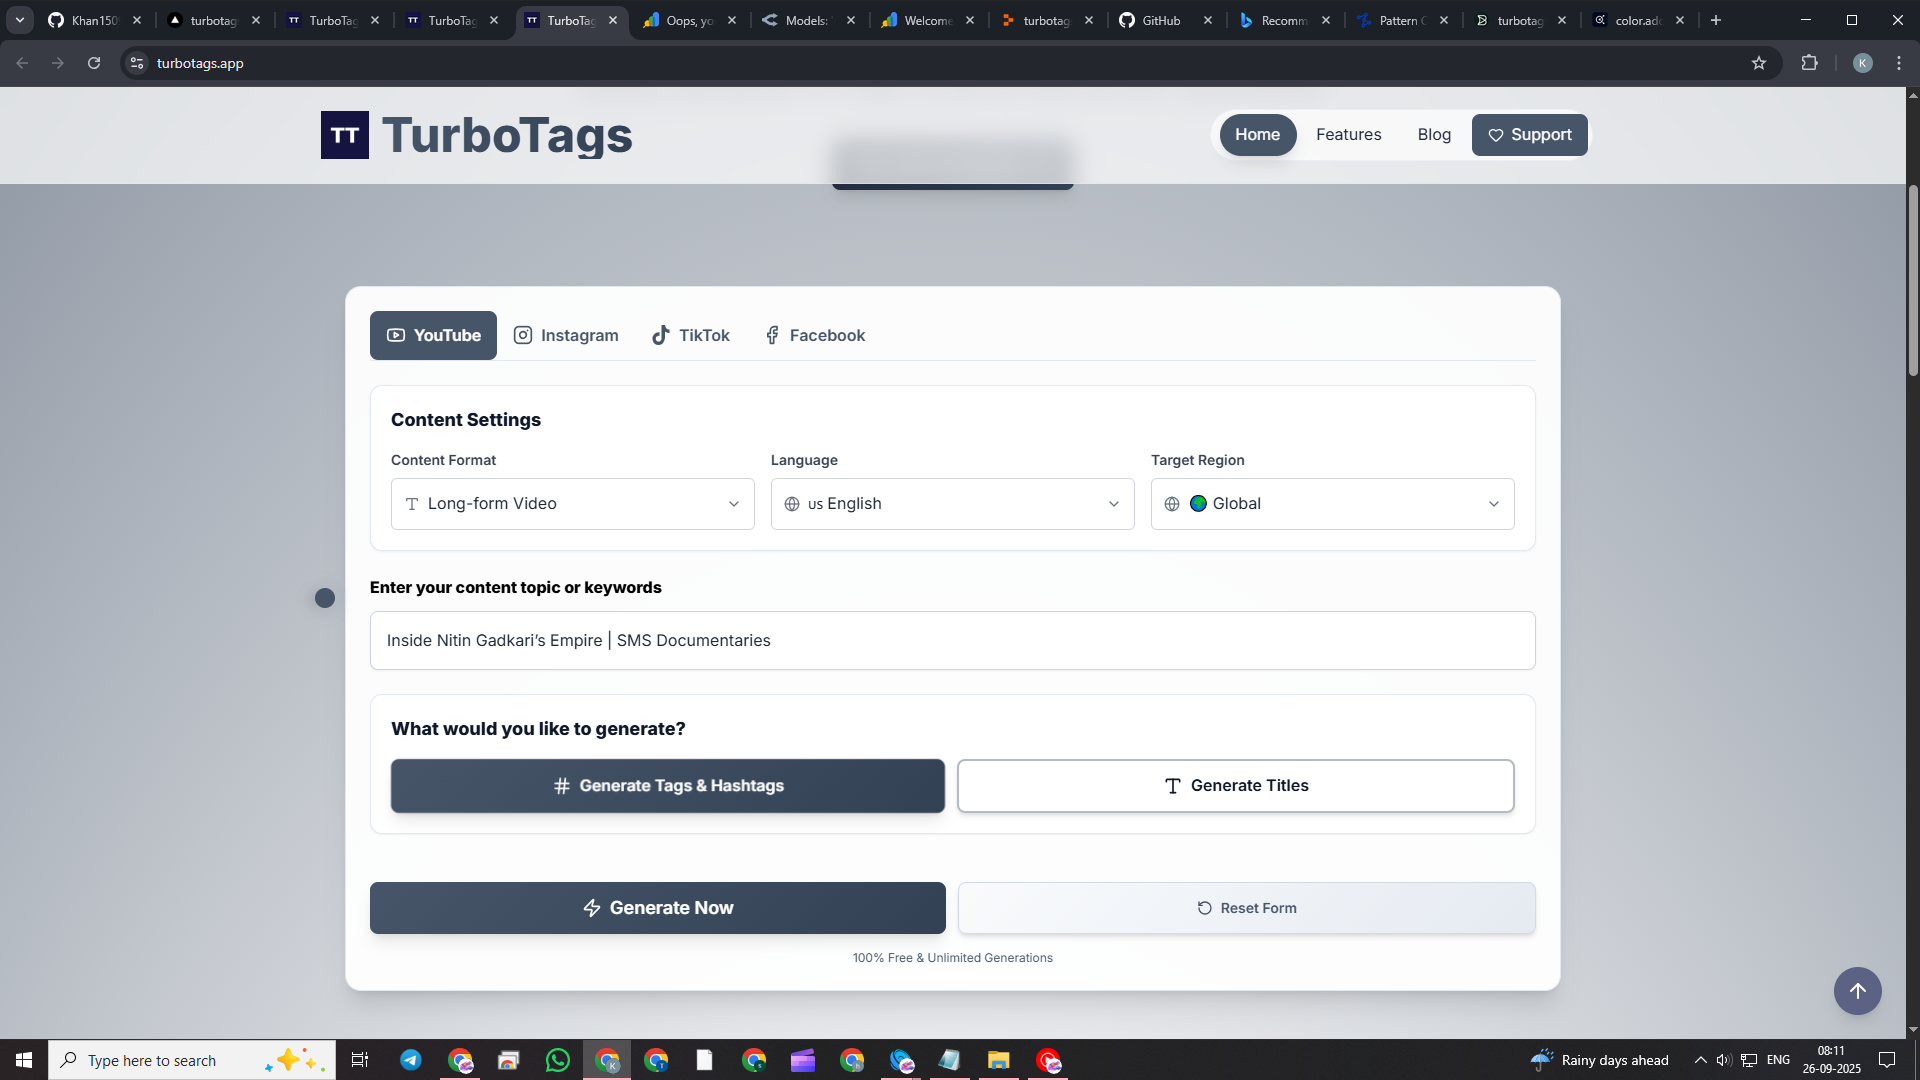 Khan150
turbotag
TurboTag
TurboTag
TurboTag
Oops, yo
Models:
Welcome
turbotag
GitHub
Recomm
Pattern
turbotag
color.ado
turbotags.app
K
TT TurboTags
Home
Features
Blog
Support
YouTube
Instagram
TikTok
Facebook
Content Settings
Content Format
Language
Target Region
Long-form Video
US English
Global
Enter your content topic or keywords
Inside Nitin Gadkari’s Empire | SMS Documentaries
What would you like to generate?
Generate Tags & Hashtags
Generate Titles
Generate Now
Reset Form
100% Free & Unlimited Generations
Type here to search
Rainy days ahead
ENG
08:11
26-09-2025